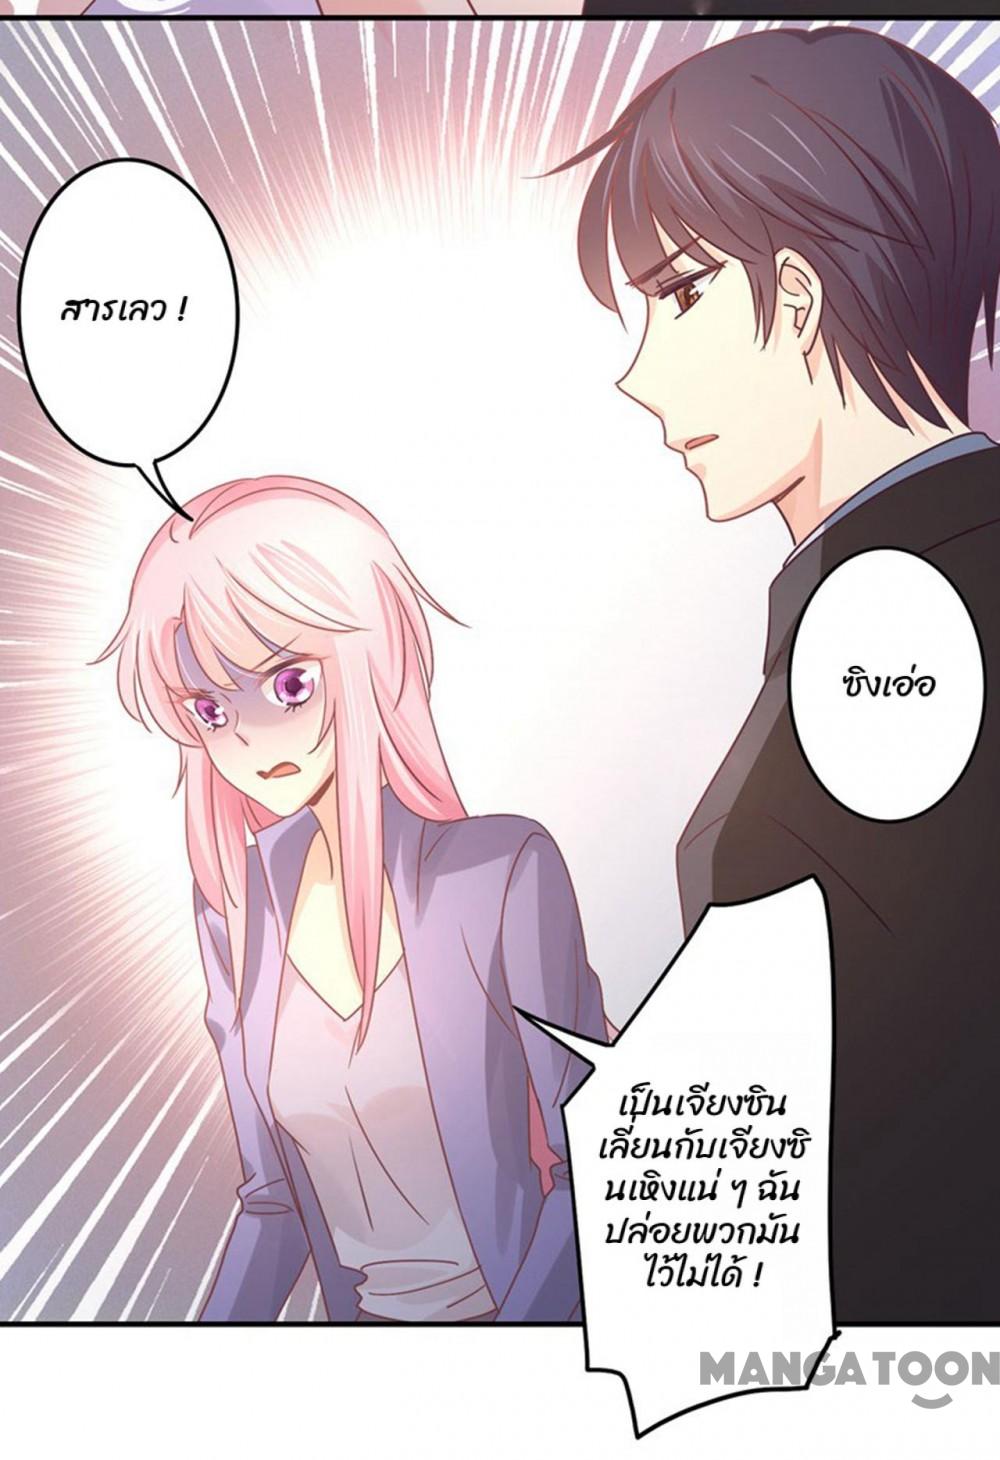 สารเลว !
ซิงเอ่อ
เป็นเจียงซิน
เลี่ยนกับเจียงซิ
นเหิงแน่ ๆ ฉัน
ปล่อยพวกมัน
ไว้ไม่ได้ !
MANGATOON